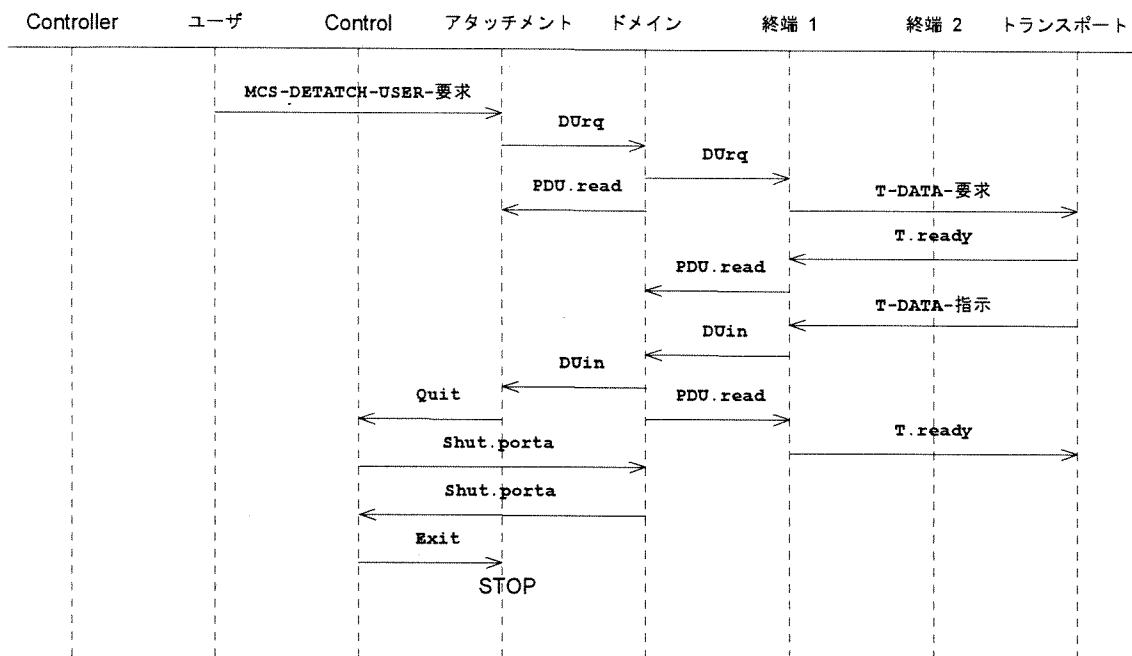 Controller ユーザ Control アタッチメント ドメイン 終端 1 終端 2 トランスポート
MCS-DETATCH-USER-要求
DUrq
DUrq
PDU.read
T-DATA-要求
T.ready
PDU.read
T-DATA-指示
DUin
DUin
Quit
PDU.read
Shut.porta
T.ready
Shut.porta
Exit
STOP